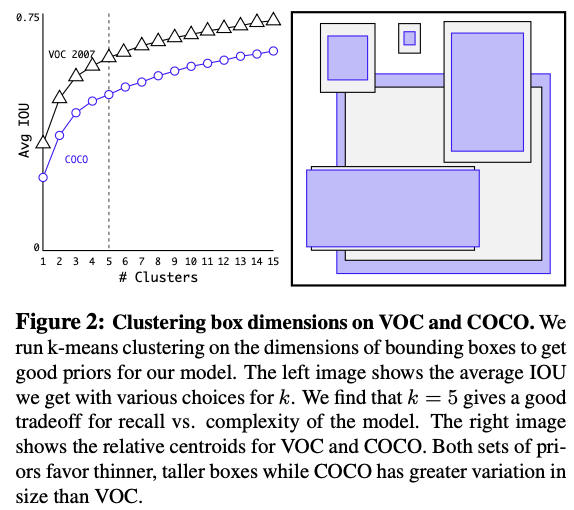 0.75
VOC 2007
Avg IOU
COCO
0
1 2 3 4 5 6 7 8 9 10 11 12 13 14 15
# Clusters
Figure 2: Clustering box dimensions on VOC and COCO. We
run k-means clustering on the dimensions of bounding boxes to get
good priors for our model. The left image shows the average IOU
we get with various choices for k. We find that k = 5 gives a good
tradeoff for recall vs. complexity of the model. The right image
shows the relative centroids for VOC and COCO. Both sets of pri-
ors favor thinner, taller boxes while COCO has greater variation in
size than VOC.